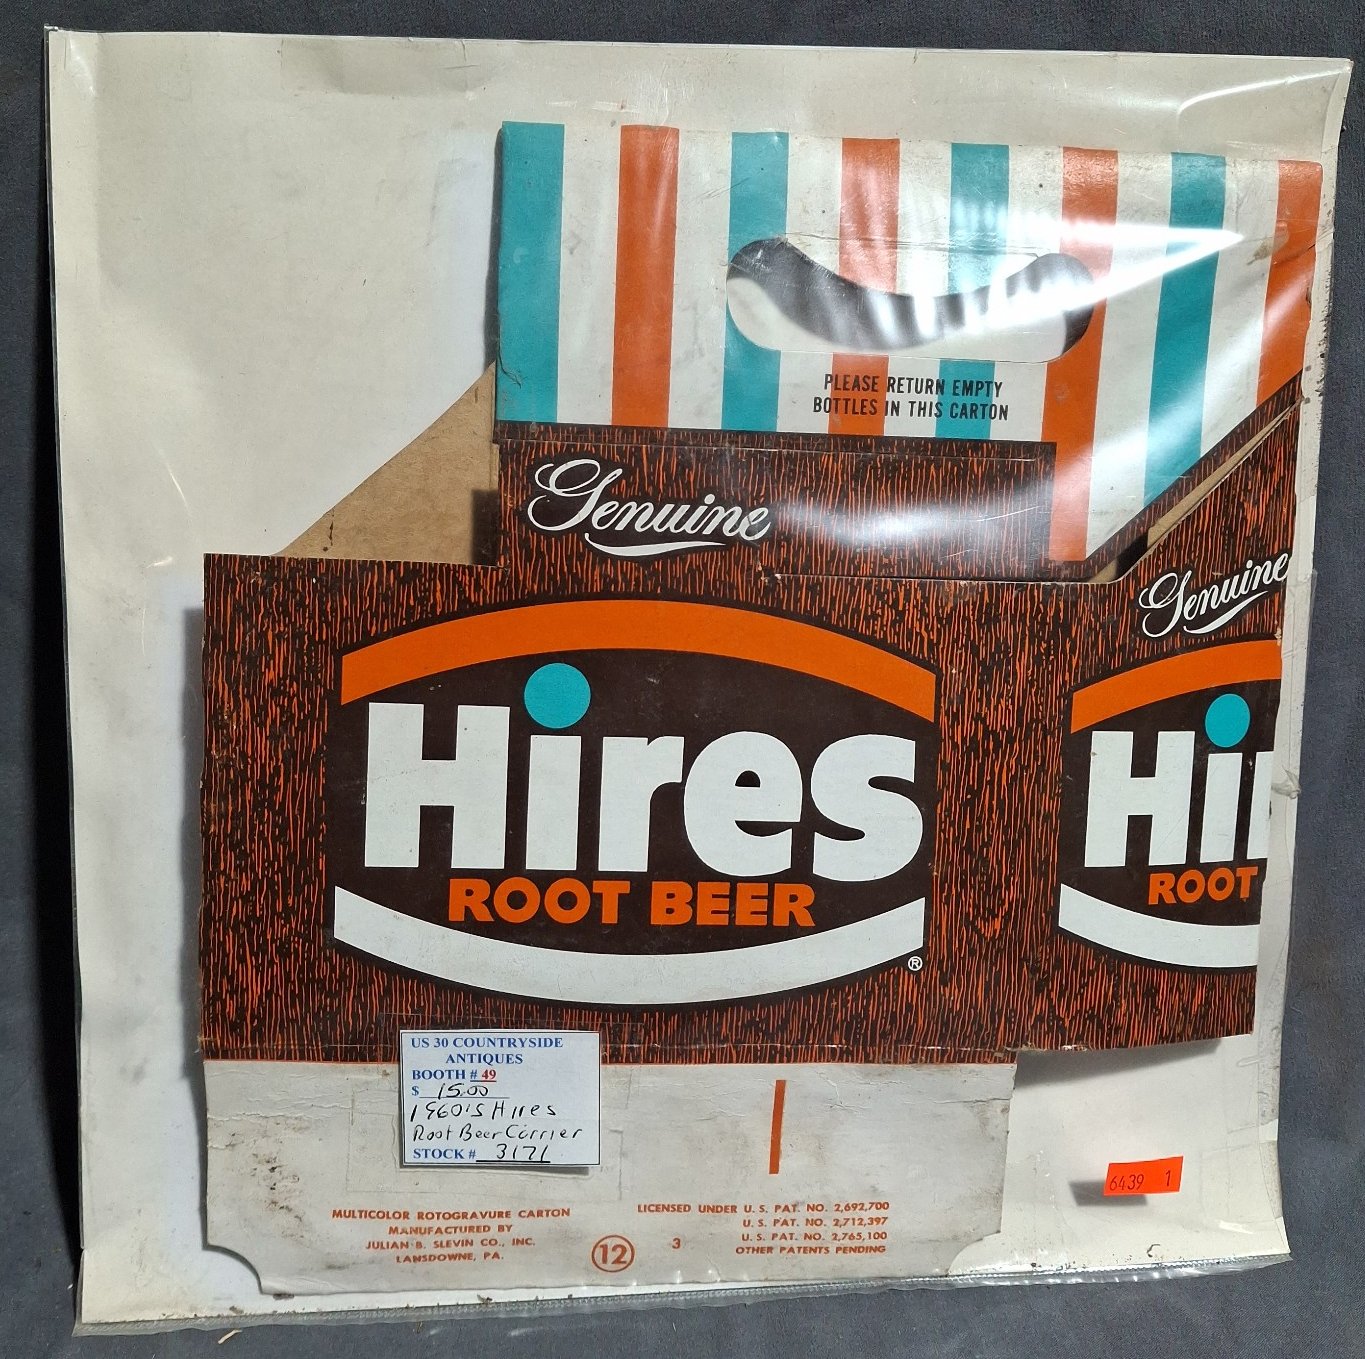 PLEASE RETURN EMPTY
BOTTLES IN THIS CARTON
Genuine
Hires
ROOT BEER
®
Genuine
Hir
ROOT
US 30 COUNTRYSIDE
ANTIQUES
BOOTH # 49
$ 15.00
1960's Hires
Root Beer Carrier
STOCK # 3171
6439 1
MULTICOLOR ROTOGRAVURE CARTON
MANUFACTURED BY
JULIAN B. SLEVIN CO., INC.
LANSDOWNE, PA.
12
3
LICENSED UNDER U. S. PAT. NO. 2,692,700
U. S. PAT. NO. 2,712,397
U. S. PAT. NO. 2,765,100
OTHER PATENTS PENDING